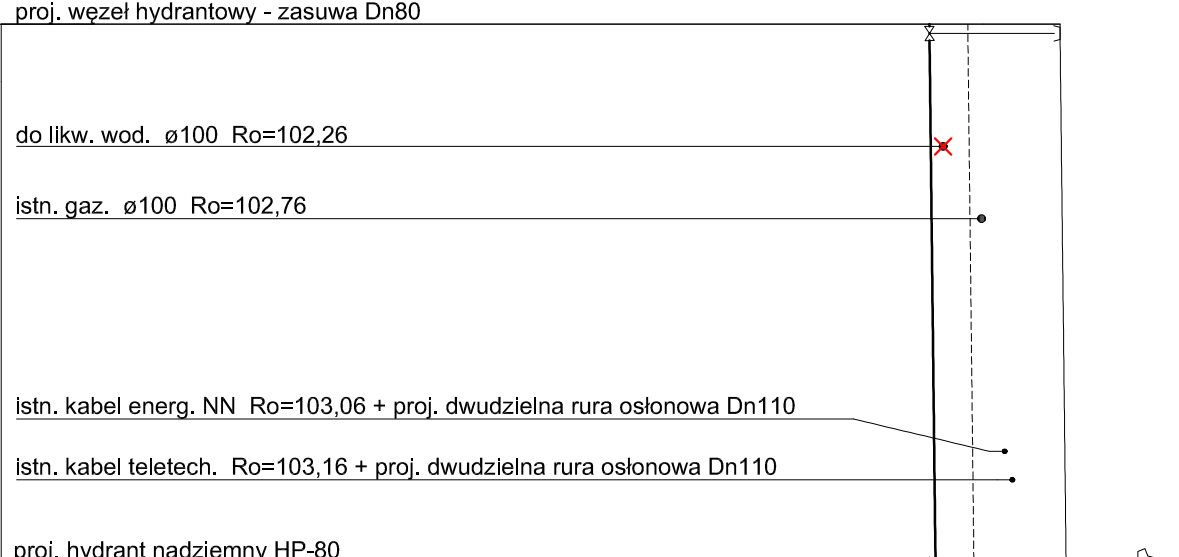 proj. węzeł hydrantowy - zasuwa Dn80
do likw. wod. ø100 Ro=102,26
istn. gaz. ø100 Ro=102,76
istn. kabel energ. NN Ro=103,06 + proj. dwudzielna rura osłonowa Dn110
istn. kabel teletech. Ro=103,16 + proj. dwudzielna rura osłonowa Dn110
proj. hydrant nadziemny HP-80